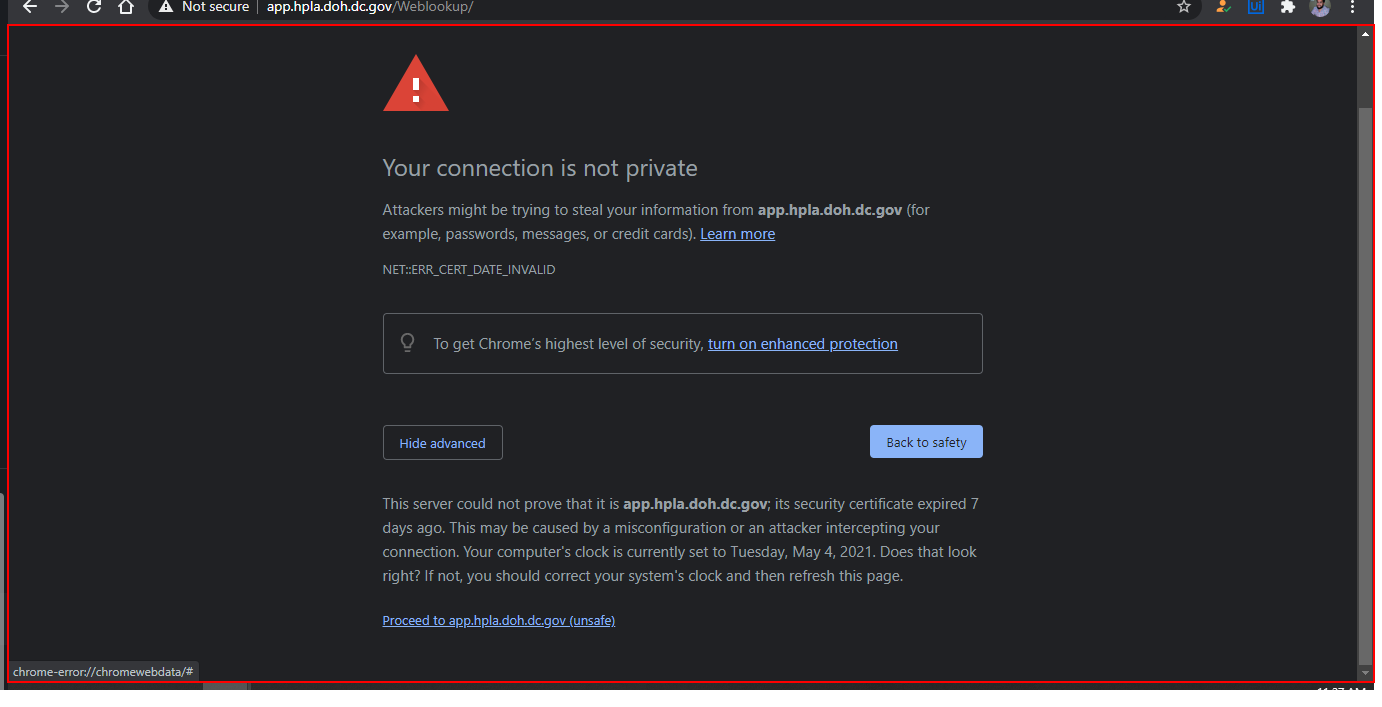 Not secure | app.hpla.doh.dc.gov/Weblookup/
Ui
Your connection is not private
Attackers might be trying to steal your information from app.hpla.doh.dc.gov (for
example, passwords, messages, or credit cards). Learn more
NET::ERR_CERT_DATE_INVALID
To get Chrome's highest level of security, turn on enhanced protection
Hide advanced
Back to safety
This server could not prove that it is app.hpla.doh.dc.gov; its security certificate expired 7
days ago. This may be caused by a misconfiguration or an attacker intercepting your
connection. Your computer's clock is currently set to Tuesday, May 4, 2021. Does that look
right? If not, you should correct your system's clock and then refresh this page.
Proceed to app.hpla.doh.dc.gov (unsafe)
chrome-error://chromewebdata/#